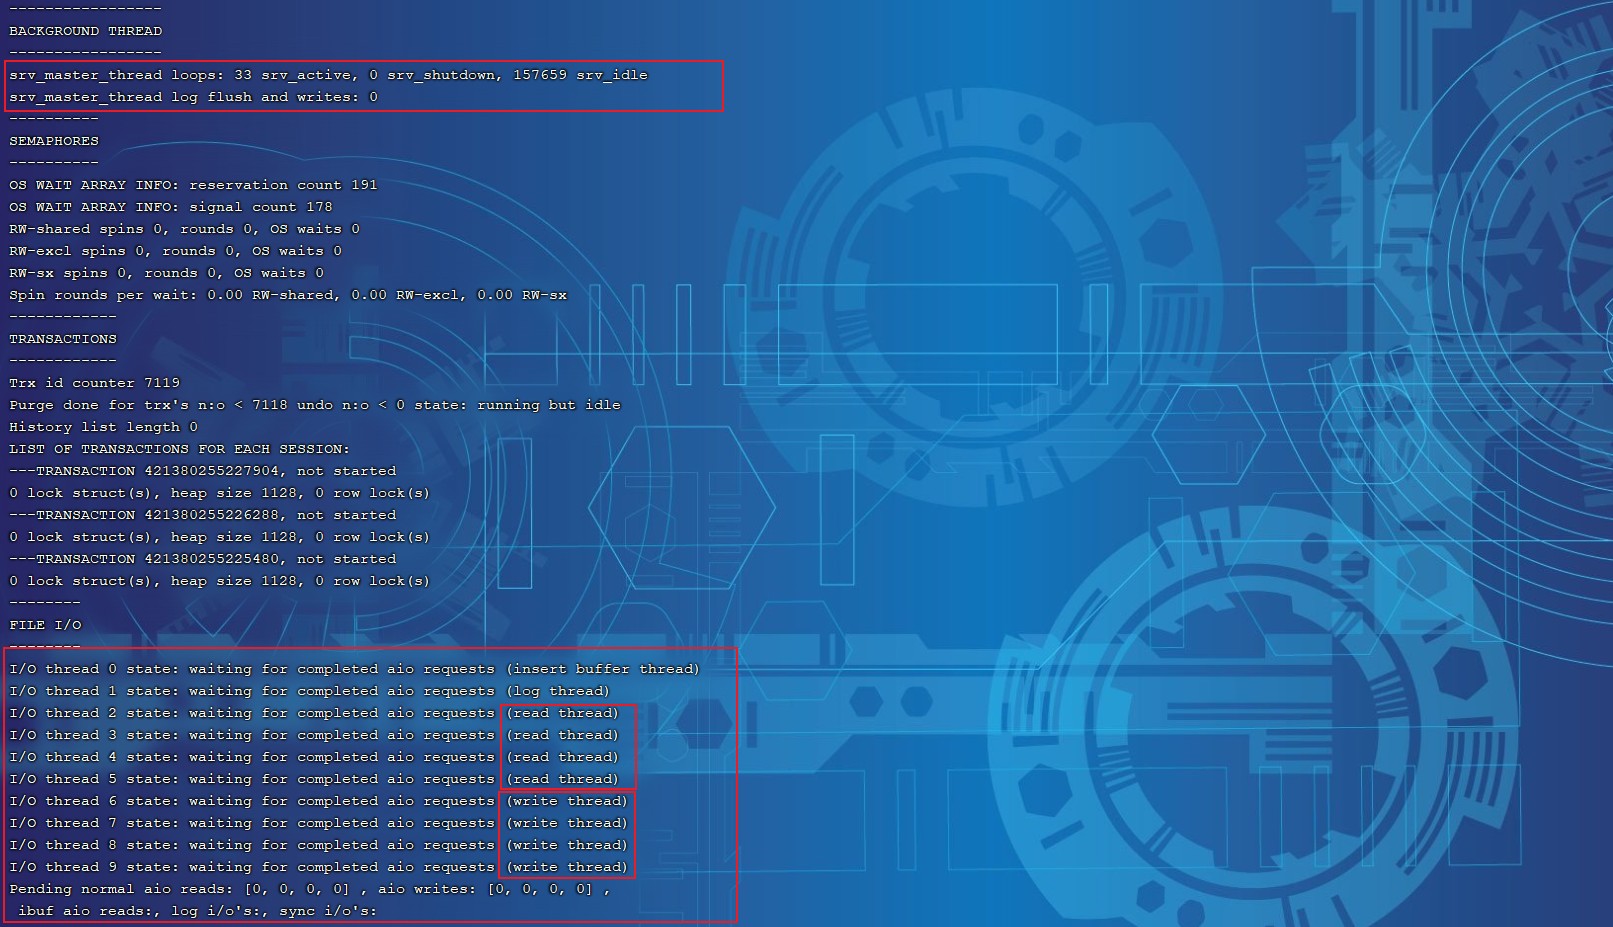 -----------------
BACKGROUND THREAD
-----------------
srv_master_thread loops: 33 srv_active, 0 srv_shutdown, 157659 srv_idle
srv_master_thread log flush and writes: 0
----------
SEMAPHORES
----------
OS WAIT ARRAY INFO: reservation count 191
OS WAIT ARRAY INFO: signal count 178
RW-shared spins 0, rounds 0, OS waits 0
RW-excl spins 0, rounds 0, OS waits 0
RW-sx spins 0, rounds 0, OS waits 0
Spin rounds per wait: 0.00 RW-shared, 0.00 RW-excl, 0.00 RW-sx
------------
TRANSACTIONS
------------
Trx id counter 7119
Purge done for trx's n:o < 7118 undo n:o < 0 state: running but idle
History list length 0
LIST OF TRANSACTIONS FOR EACH SESSION:
---TRANSACTION 421380255227904, not started
0 lock struct(s), heap size 1128, 0 row lock(s)
---TRANSACTION 421380255226288, not started
0 lock struct(s), heap size 1128, 0 row lock(s)
---TRANSACTION 421380255225480, not started
0 lock struct(s), heap size 1128, 0 row lock(s)
--------
FILE I/O
--------
I/O thread 0 state: waiting for completed aio requests (insert buffer thread)
I/O thread 1 state: waiting for completed aio requests (log thread)
I/O thread 2 state: waiting for completed aio requests (read thread)
I/O thread 3 state: waiting for completed aio requests (read thread)
I/O thread 4 state: waiting for completed aio requests (read thread)
I/O thread 5 state: waiting for completed aio requests (read thread)
I/O thread 6 state: waiting for completed aio requests (write thread)
I/O thread 7 state: waiting for completed aio requests (write thread)
I/O thread 8 state: waiting for completed aio requests (write thread)
I/O thread 9 state: waiting for completed aio requests (write thread)
Pending normal aio reads: [0, 0, 0, 0] , aio writes: [0, 0, 0, 0] ,
 ibuf aio reads:, log i/o's:, sync i/o's: